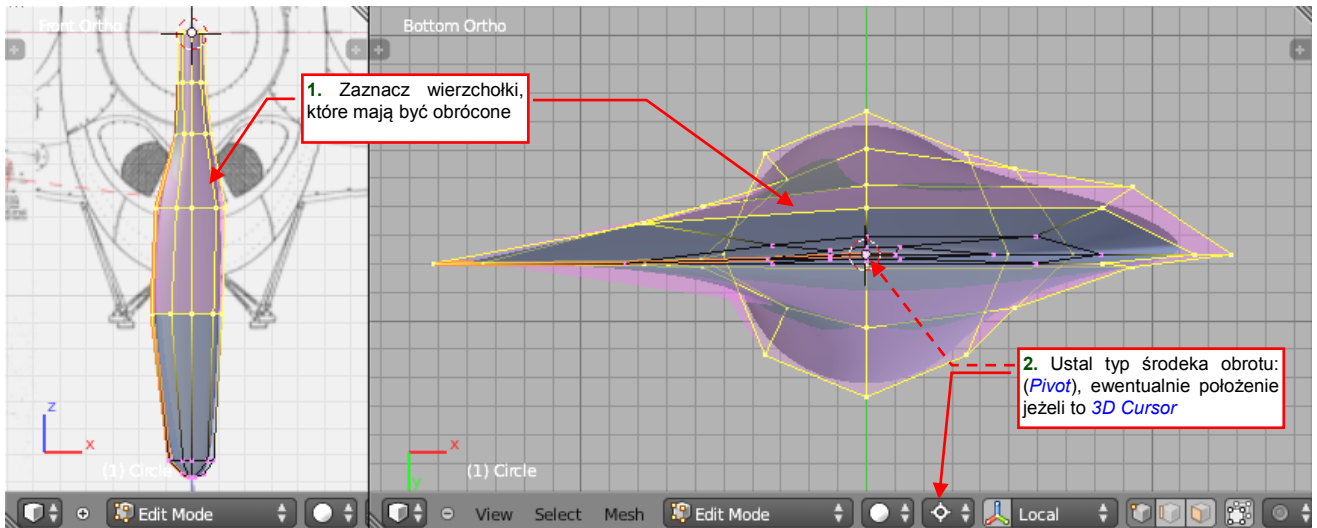 Front Ortho
Bottom Ortho
1. Zaznacz wierzchołki,
które mają być obrócone
2. Ustal typ środeka obrotu:
(Pivot), ewentualnie położenie
jeżeli to 3D Cursor
z
x
(1) Circle
x
y
(1) Circle
Edit Mode
View Select Mesh Edit Mode Local